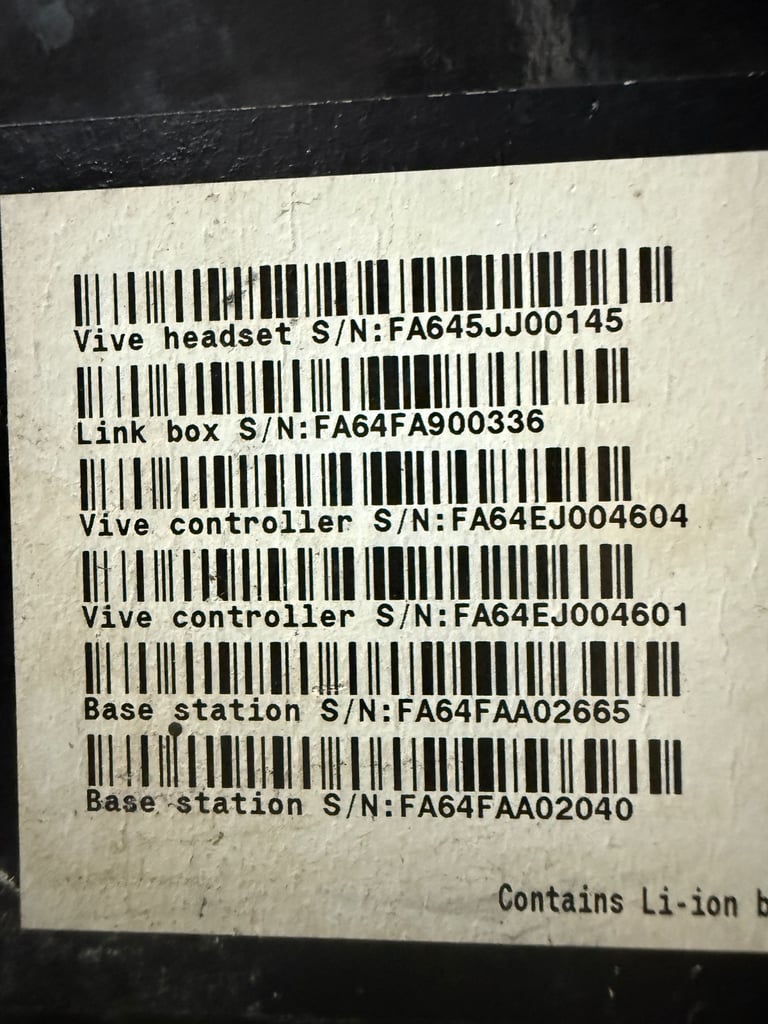 Vive headset S/N:FA645JJ00145
Link box S/N:FA64FA900336
Vive controller S/N:FA64EJ004604
Vive controller S/N:FA64EJ004601
Base station S/N:FA64FAA02665
Base station S/N:FA64FAA02040
Contains Li-ion b